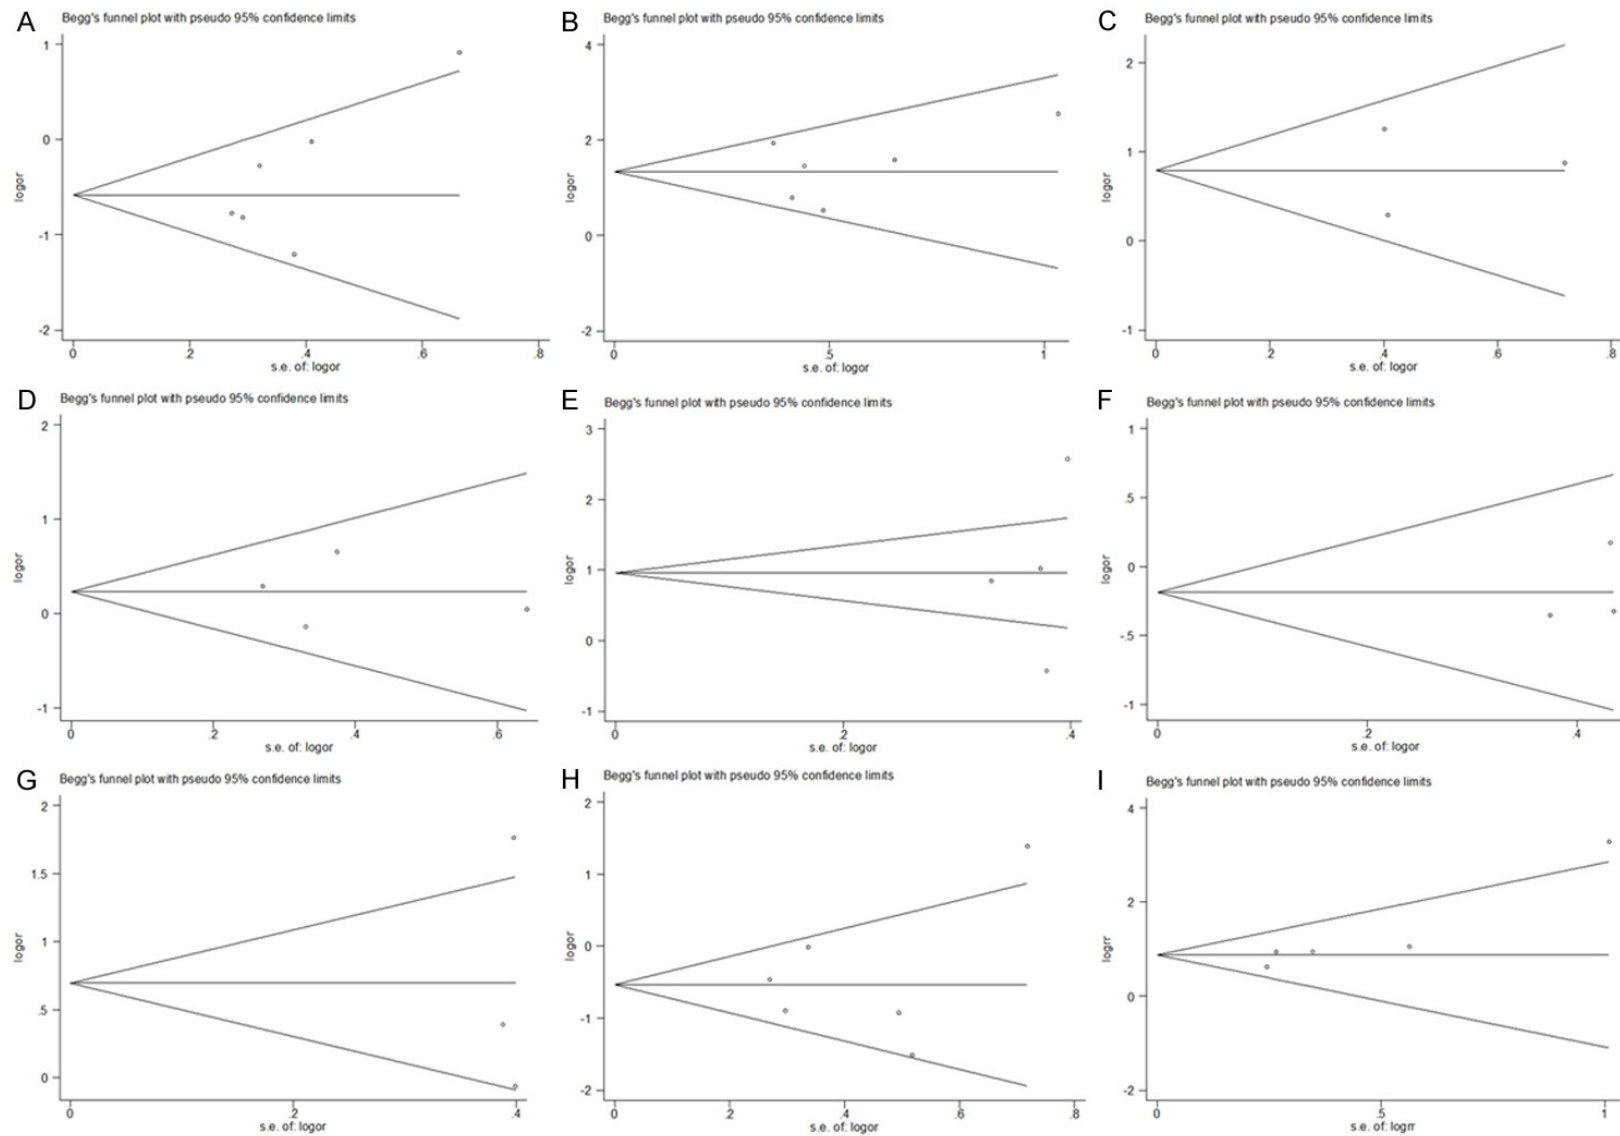 A Begg's funnel plot with pseudo 95% confidence limits
logor
1
0
-1
-2
0 .2 .4 .6 .8
s.e. of: logor
B Begg's funnel plot with pseudo 95% confidence limits
logor
4
2
0
-2
0 .5 1
s.e. of: logor
C Begg's funnel plot with pseudo 95% confidence limits
logor
2
1
0
-1
0 .2 .4 .6 .8
s.e. of: logor
D Begg's funnel plot with pseudo 95% confidence limits
logor
2
1
0
-1
0 .2 .4 .6
s.e. of: logor
E Begg's funnel plot with pseudo 95% confidence limits
logor
3
2
1
0
-1
0 .2 .4
s.e. of: logor
F Begg's funnel plot with pseudo 95% confidence limits
logor
1
.5
0
-.5
-1
0 .2 .4
s.e. of: logor
G Begg's funnel plot with pseudo 95% confidence limits
logor
2
1.5
1
.5
0
0 .2 .4
s.e. of: logor
H Begg's funnel plot with pseudo 95% confidence limits
logor
2
1
0
-1
-2
0 .2 .4 .6 .8
s.e. of: logor
I Begg's funnel plot with pseudo 95% confidence limits
logrr
4
2
0
-2
0 .5 1
s.e. of: logrr